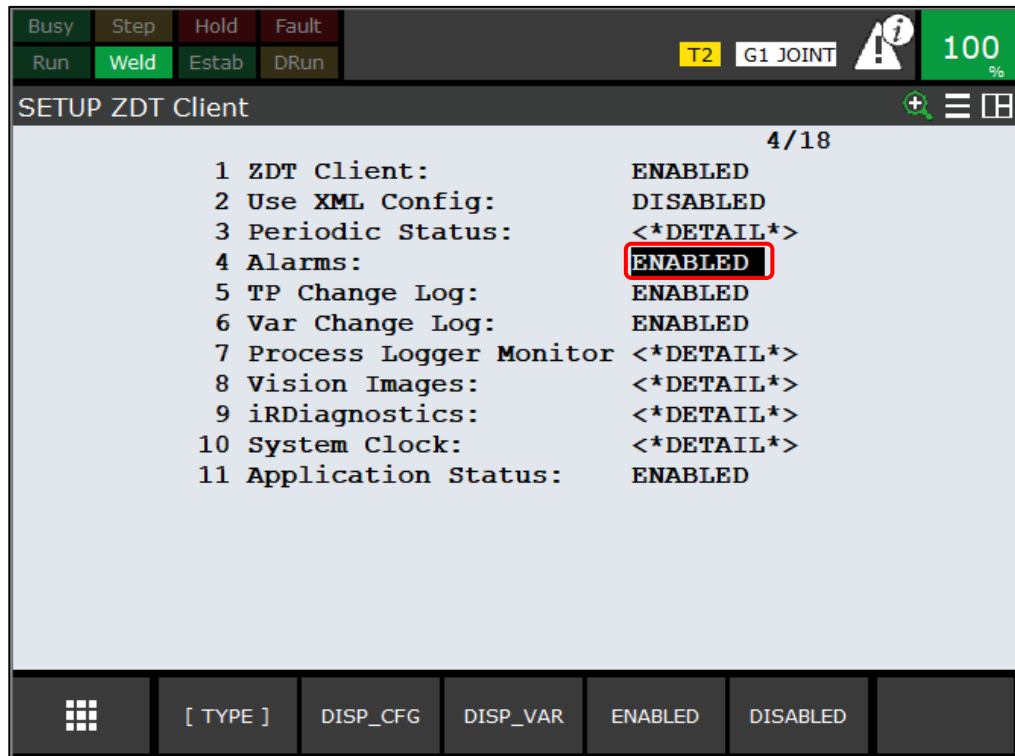 Busy Step Hold Fault
Run Weld Estab DRun T2 G1 JOINT i 100 %
SETUP ZDT Client
4/18
1 ZDT Client: ENABLED
2 Use XML Config: DISABLED
3 Periodic Status: <*DETAIL*>
4 Alarms: ENABLED
5 TP Change Log: ENABLED
6 Var Change Log: ENABLED
7 Process Logger Monitor <*DETAIL*>
8 Vision Images: <*DETAIL*>
9 iRDiagnostics: <*DETAIL*>
10 System Clock: <*DETAIL*>
11 Application Status: ENABLED
[ TYPE ] DISP_CFG DISP_VAR ENABLED DISABLED